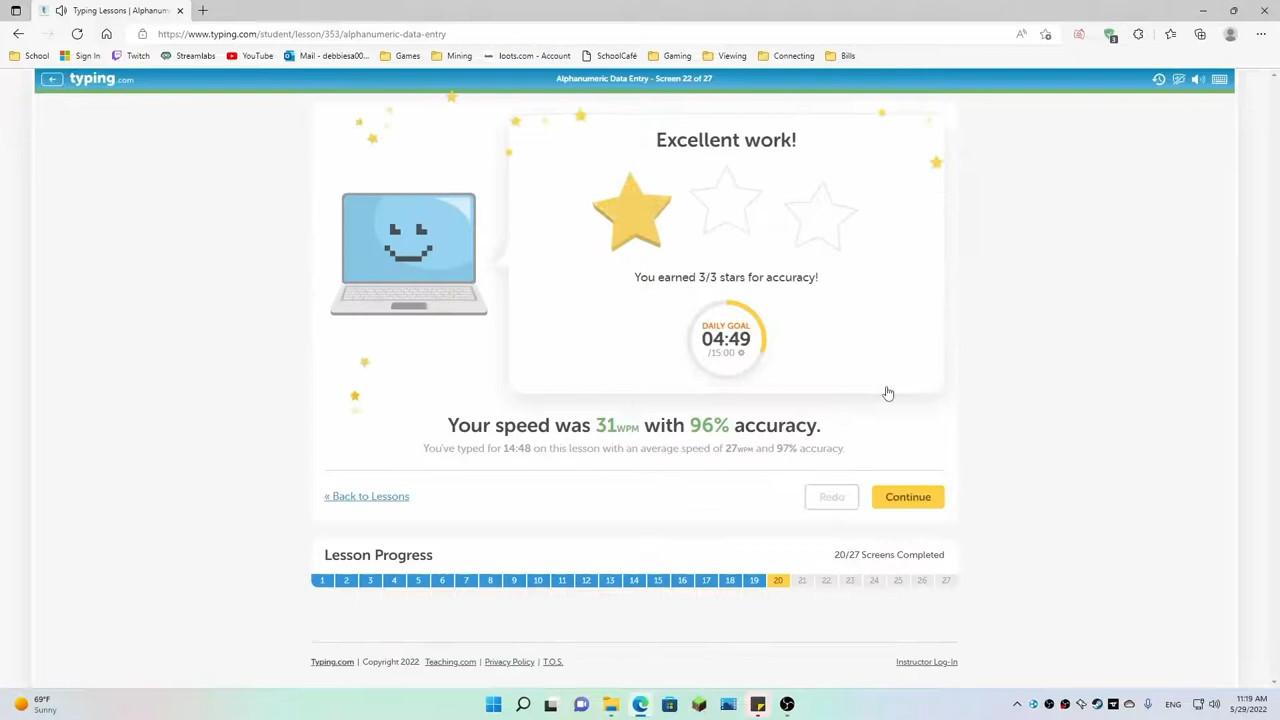 Typing Lessons | Alphanum
https://www.typing.com/student/lesson/353/alphanumeric-data-entry
School
Sign In
Twitch
Streamlabs
YouTube
Mail - debbiesa00...
Games
Mining
loots.com - Account
SchoolCafé
Gaming
Viewing
Connecting
Bills
typing.com
Alphanumeric Data Entry - Screen 22 of 27
Excellent work!
You earned 3/3 stars for accuracy!
DAILY GOAL
04:49
/15:00
Your speed was 31WPM with 96% accuracy.
You've typed for 14:48 on this lesson with an average speed of 27WPM and 97% accuracy.
« Back to Lessons
Redo
Continue
Lesson Progress
20/27 Screens Completed
1 2 3 4 5 6 7 8 9 10 11 12 13 14 15 16 17 18 19 20 21 22 23 24 25 26 27
Typing.com | Copyright 2022 Teaching.com | Privacy Policy | T.O.S.
Instructor Log-In
69°F
Sunny
ENG
11:19 AM
5/29/2022